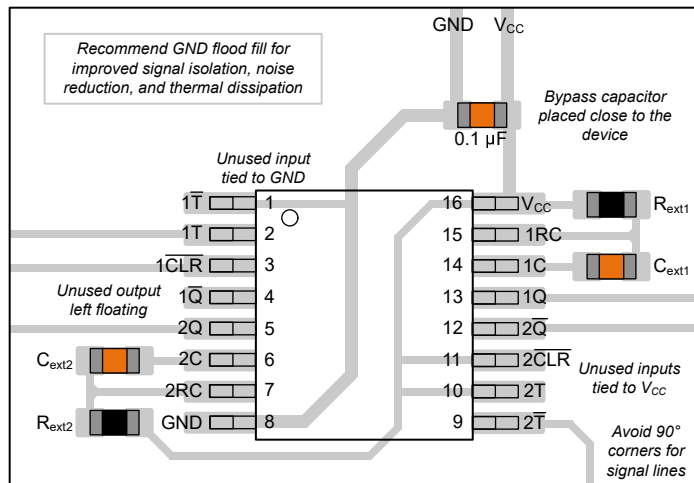 GND VCC
Recommend GND flood fill for
improved signal isolation, noise
reduction, and thermal dissipation
Bypass capacitor
placed close to the
device
0.1 µF
Unused input
tied to GND
1T̅ 1 16 VCC Rext1
1T 2 15 1RC
1C̅L̅R̅ 3 14 1C Cext1
Unused output
left floating
1Q̅ 4 13 1Q
2Q 5 12 2Q̅
Cext2 2C 6 11 2C̅L̅R̅
2RC 7 10 2T
Unused inputs
tied to VCC
Rext2 GND 8 9 2T̅
Avoid 90°
corners for
signal lines